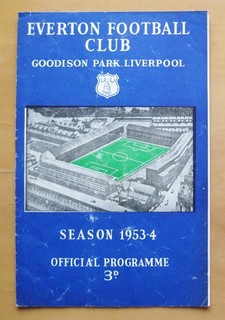 EVERTON FOOTBALL
CLUB
GOODISON PARK. LIVERPOOL
SEASON 1953-4
OFFICIAL PROGRAMME
3D